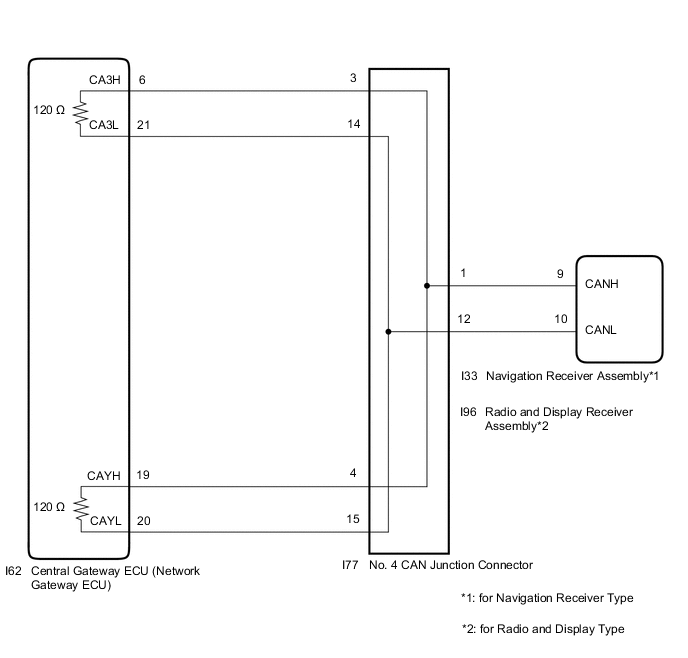 CA3H 6 3
120 Ω
CA3L 21 14
1 9
CANH
12 10
CANL
I33 Navigation Receiver Assembly*1
I96 Radio and Display Receiver
Assembly*2
CAYH 19 4
120 Ω
CAYL 20 15
I62 Central Gateway ECU (Network
Gateway ECU)
I77 No. 4 CAN Junction Connector
*1: for Navigation Receiver Type
*2: for Radio and Display Type